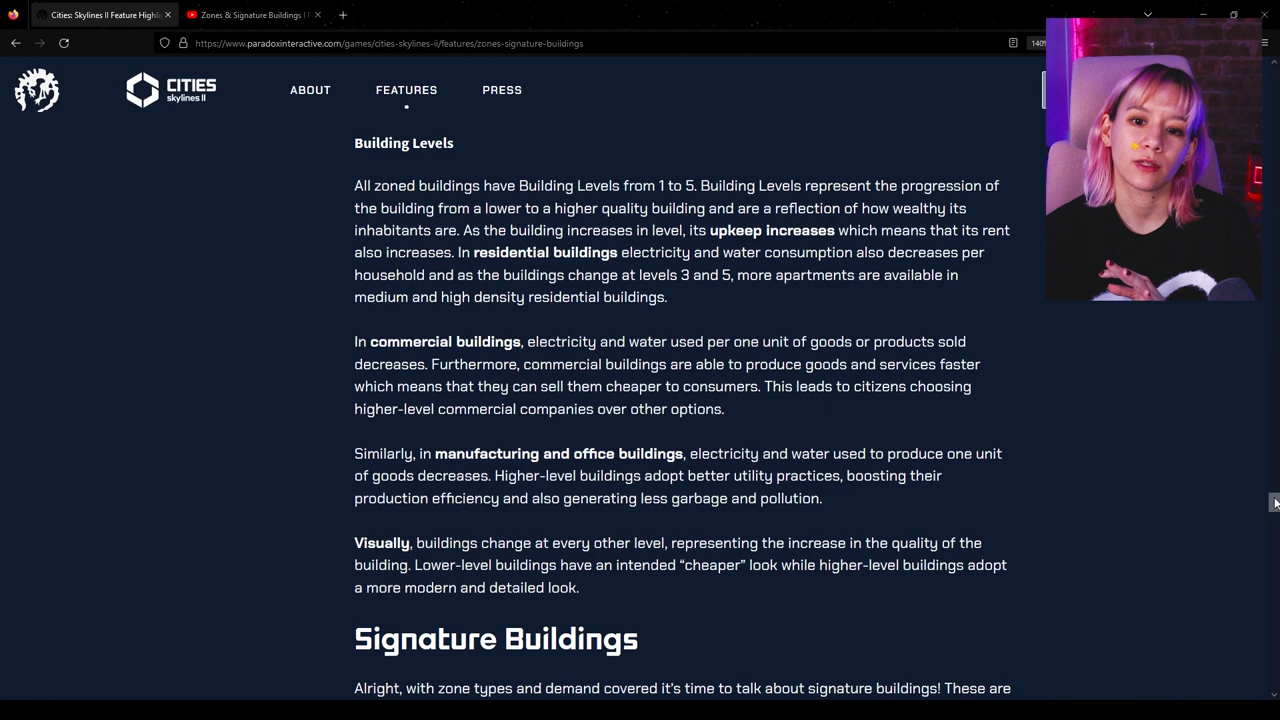 Cities: Skylines II Feature Highli
Zones & Signature Buildings I
https://www.paradoxinteractive.com/games/cities-skylines-ii/features/zones-signature-buildings
140%
CITIES
skylines II
ABOUT
FEATURES
PRESS
Building Levels
All zoned buildings have Building Levels from 1 to 5. Building Levels represent the progression of
the building from a lower to a higher quality building and are a reflection of how wealthy its
inhabitants are. As the building increases in level, its upkeep increases which means that its rent
also increases. In residential buildings electricity and water consumption also decreases per
household and as the buildings change at levels 3 and 5, more apartments are available in
medium and high density residential buildings.
In commercial buildings, electricity and water used per one unit of goods or products sold
decreases. Furthermore, commercial buildings are able to produce goods and services faster
which means that they can sell them cheaper to consumers. This leads to citizens choosing
higher-level commercial companies over other options.
Similarly, in manufacturing and office buildings, electricity and water used to produce one unit
of goods decreases. Higher-level buildings adopt better utility practices, boosting their
production efficiency and also generating less garbage and pollution.
Visually, buildings change at every other level, representing the increase in the quality of the
building. Lower-level buildings have an intended “cheaper” look while higher-level buildings adopt
a more modern and detailed look.
Signature Buildings
Alright, with zone types and demand covered it's time to talk about signature buildings! These are